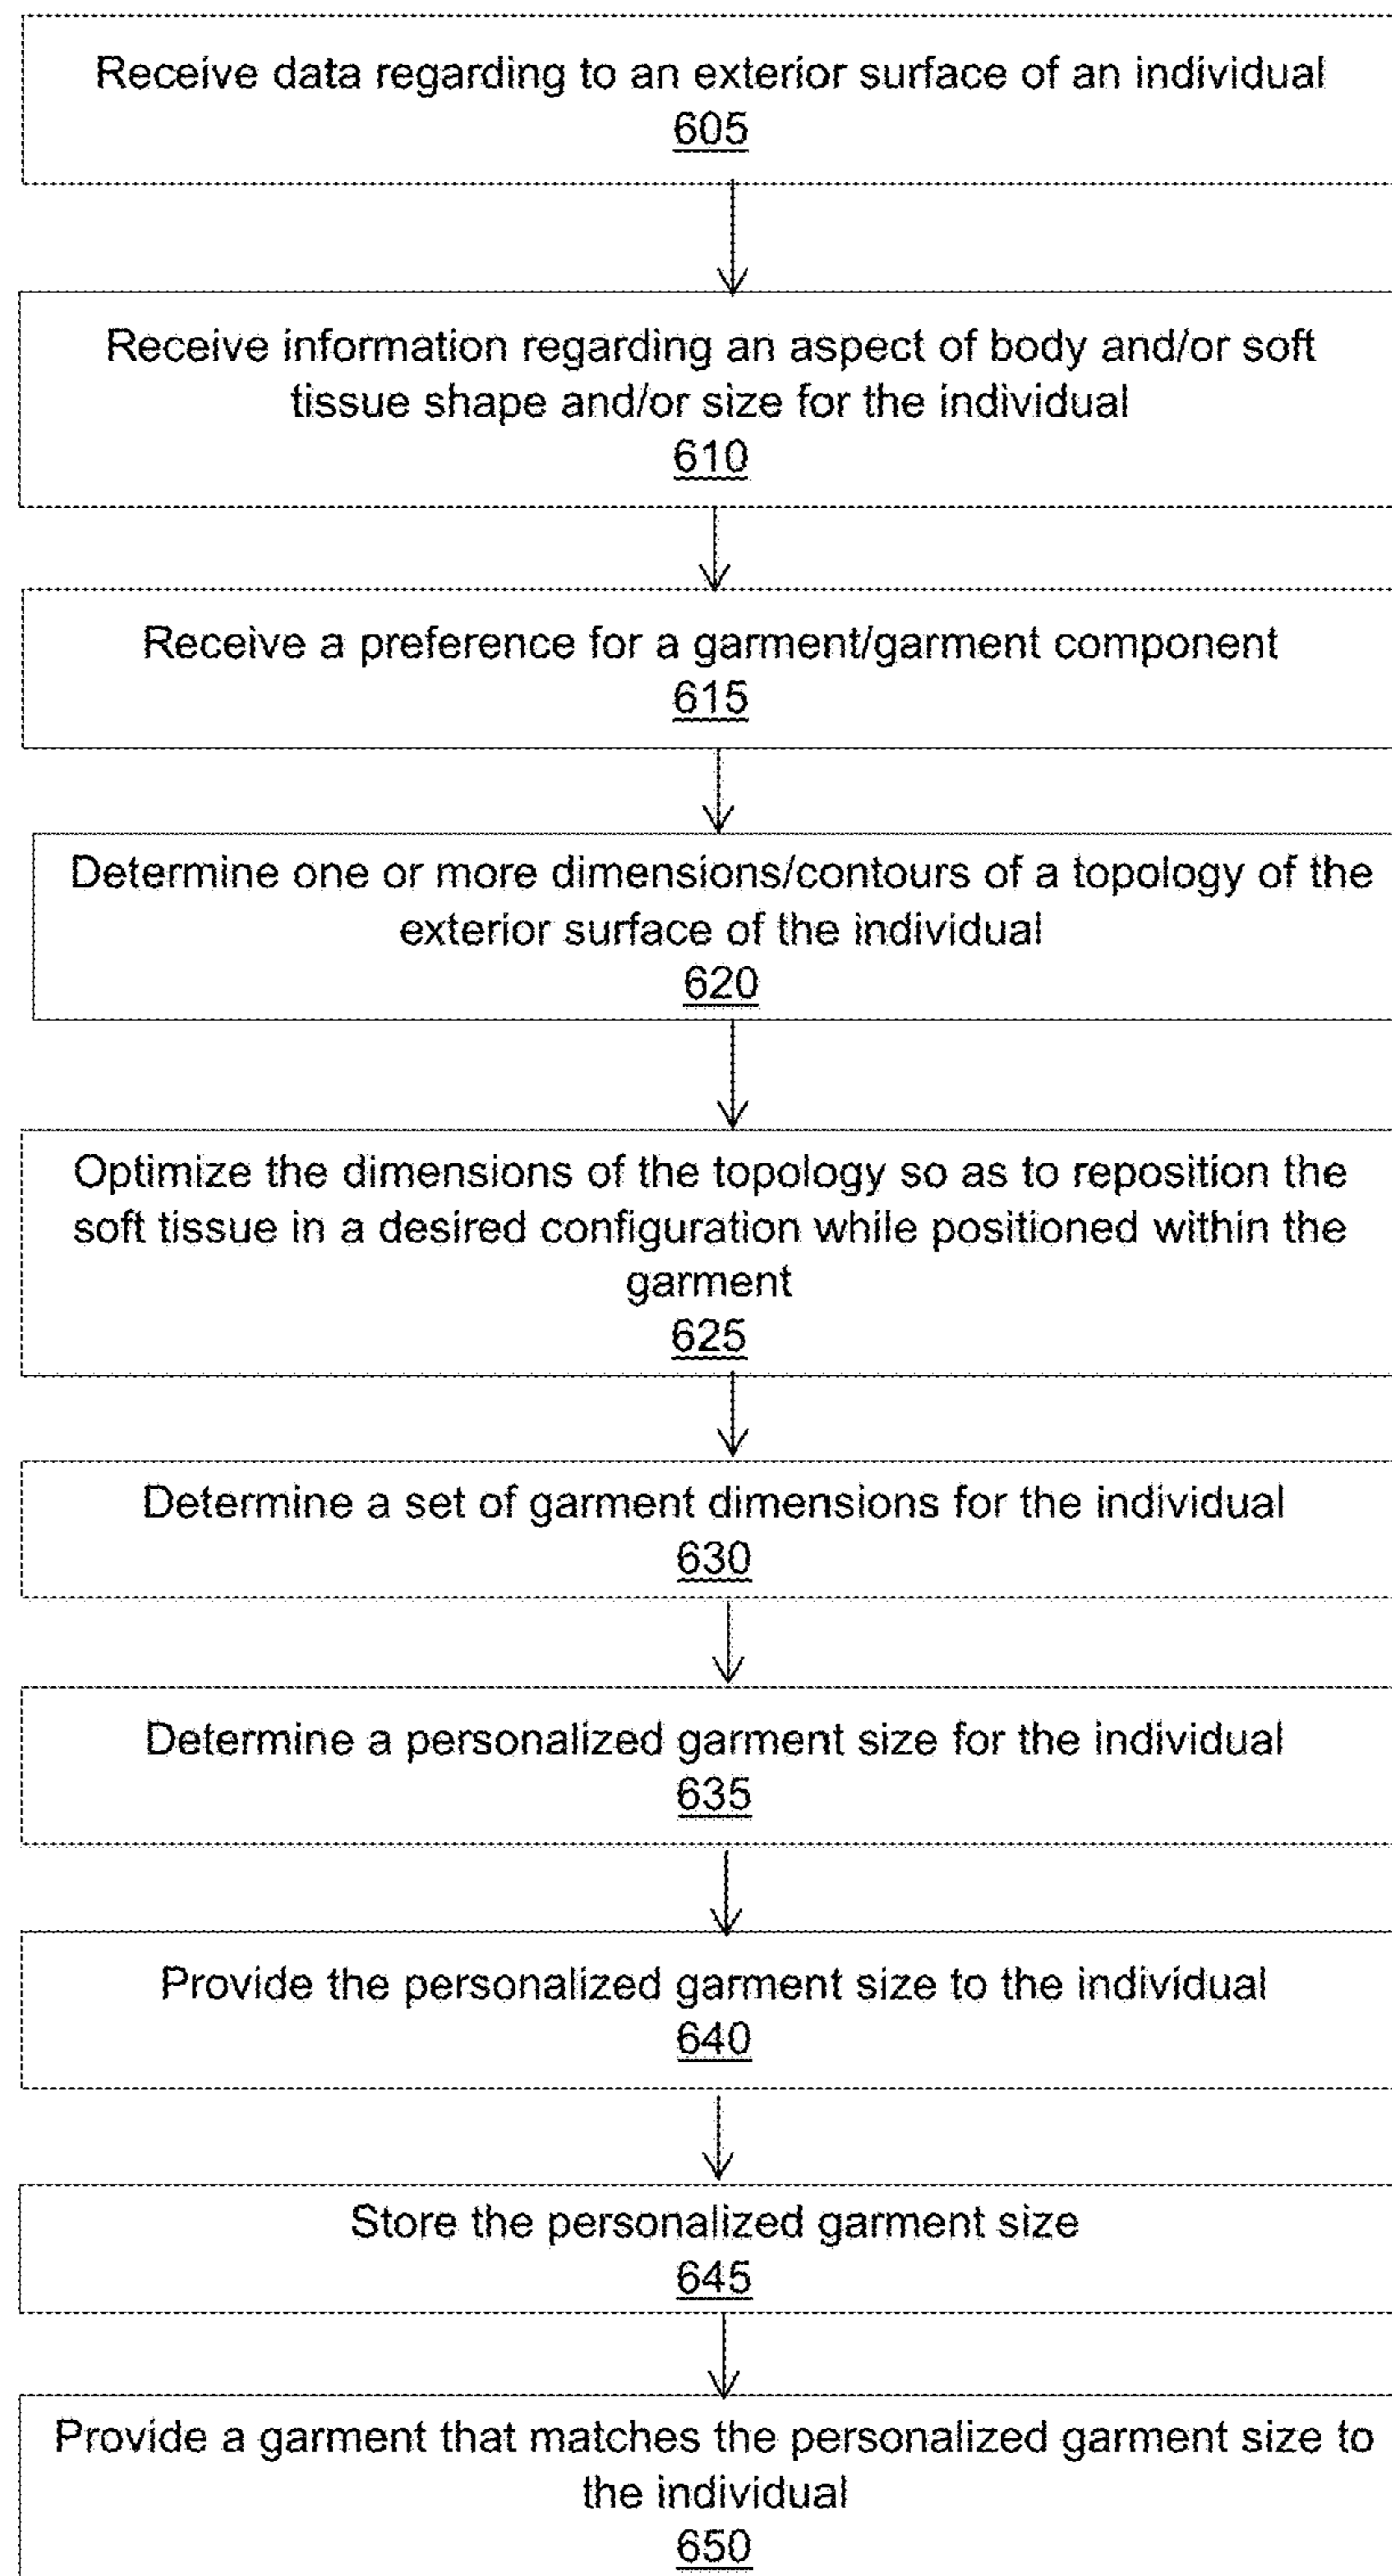 Receive data regarding to an exterior surface of an individual
605
Receive information regarding an aspect of body and/or soft
tissue shape and/or size for the individual
610
Receive a preference for a garment/garment component
615
Determine one or more dimensions/contours of a topology of the
exterior surface of the individual
620
Optimize the dimensions of the topology so as to reposition the
soft tissue in a desired configuration while positioned within the
garment
625
Determine a set of garment dimensions for the individual
630
Determine a personalized garment size for the individual
635
Provide the personalized garment size to the individual
640
Store the personalized garment size
645
Provide a garment that matches the personalized garment size to
the individual
650